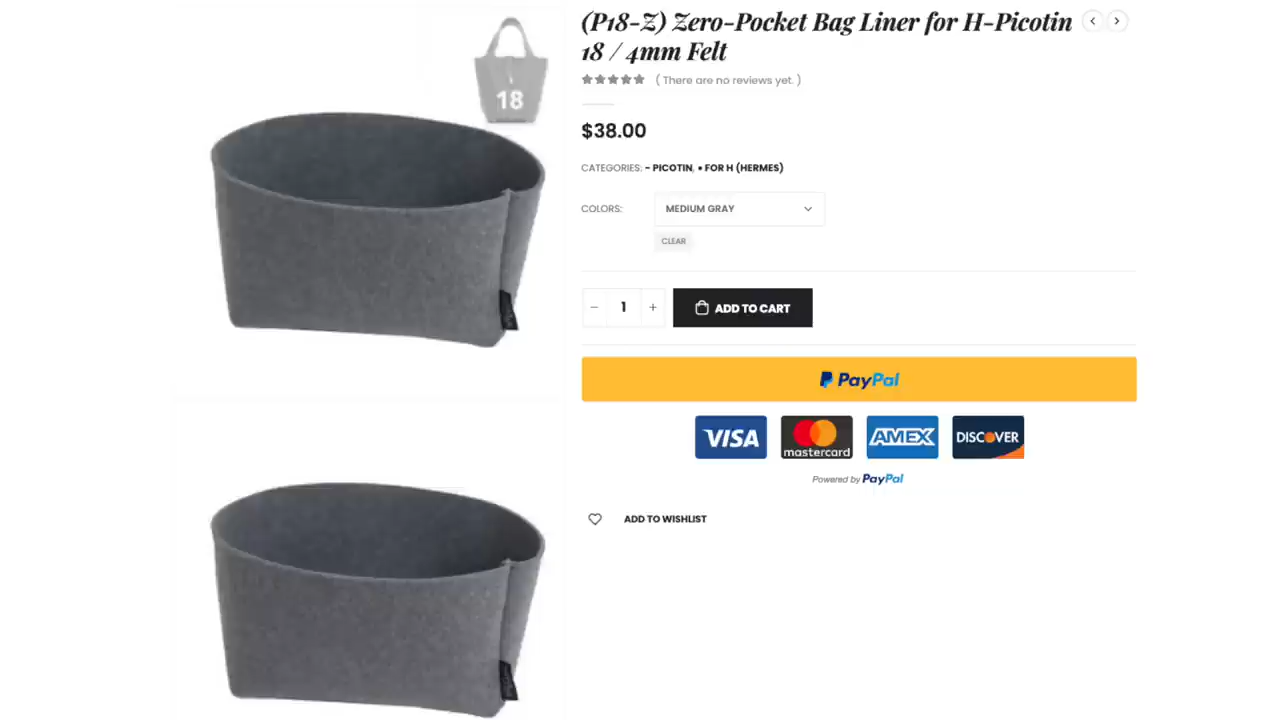 18
(P18-Z) Zero-Pocket Bag Liner for H-Picotin
18 / 4mm Felt
( There are no reviews yet. )
$38.00
CATEGORIES: - PICOTIN, • FOR H (HERMES)
COLORS: MEDIUM GRAY
CLEAR
− 1 + ADD TO CART
PayPal
VISA mastercard AMEX DISCOVER
Powered by PayPal
ADD TO WISHLIST